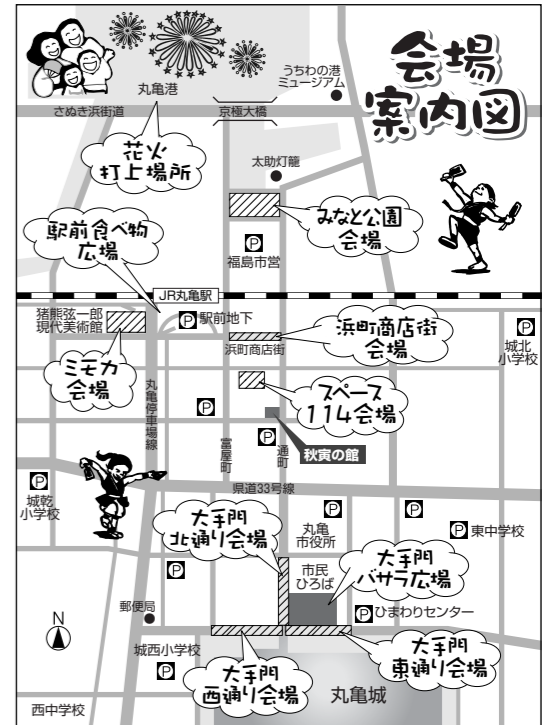 会場
案内図
丸亀港
うちわの港
ミュージアム
さぬき浜街道
京極大橋
花火
打上場所
太助灯籠
みなと公園
会場
駅前食べ物
広場
P
福島市営
JR丸亀駅
猪熊弦一郎
現代美術館
P駅前地下
浜町商店街
浜町商店街
会場
城北
小学校
P
ミモカ
会場
丸亀停車場線
スペース
114会場
P
富屋町
P
通町
秋寅の館
P
城乾
小学校
県道33号線
大手門
北通り会場
P
丸亀
市役所
P
P東中学校
大手門
バサラ広場
市民
ひろば
P
郵便局
Pひまわりセンター
N
城西小学校
P
大手門
西通り会場
大手門
東通り会場
丸亀城
西中学校